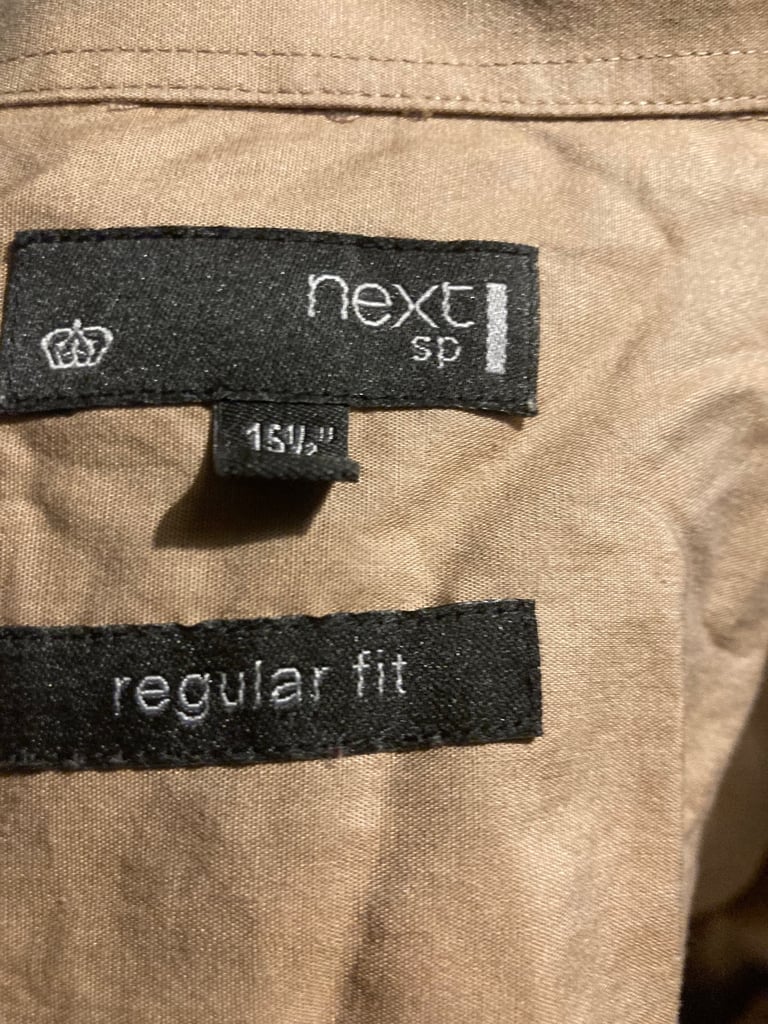 next
sp
15½"
regular fit